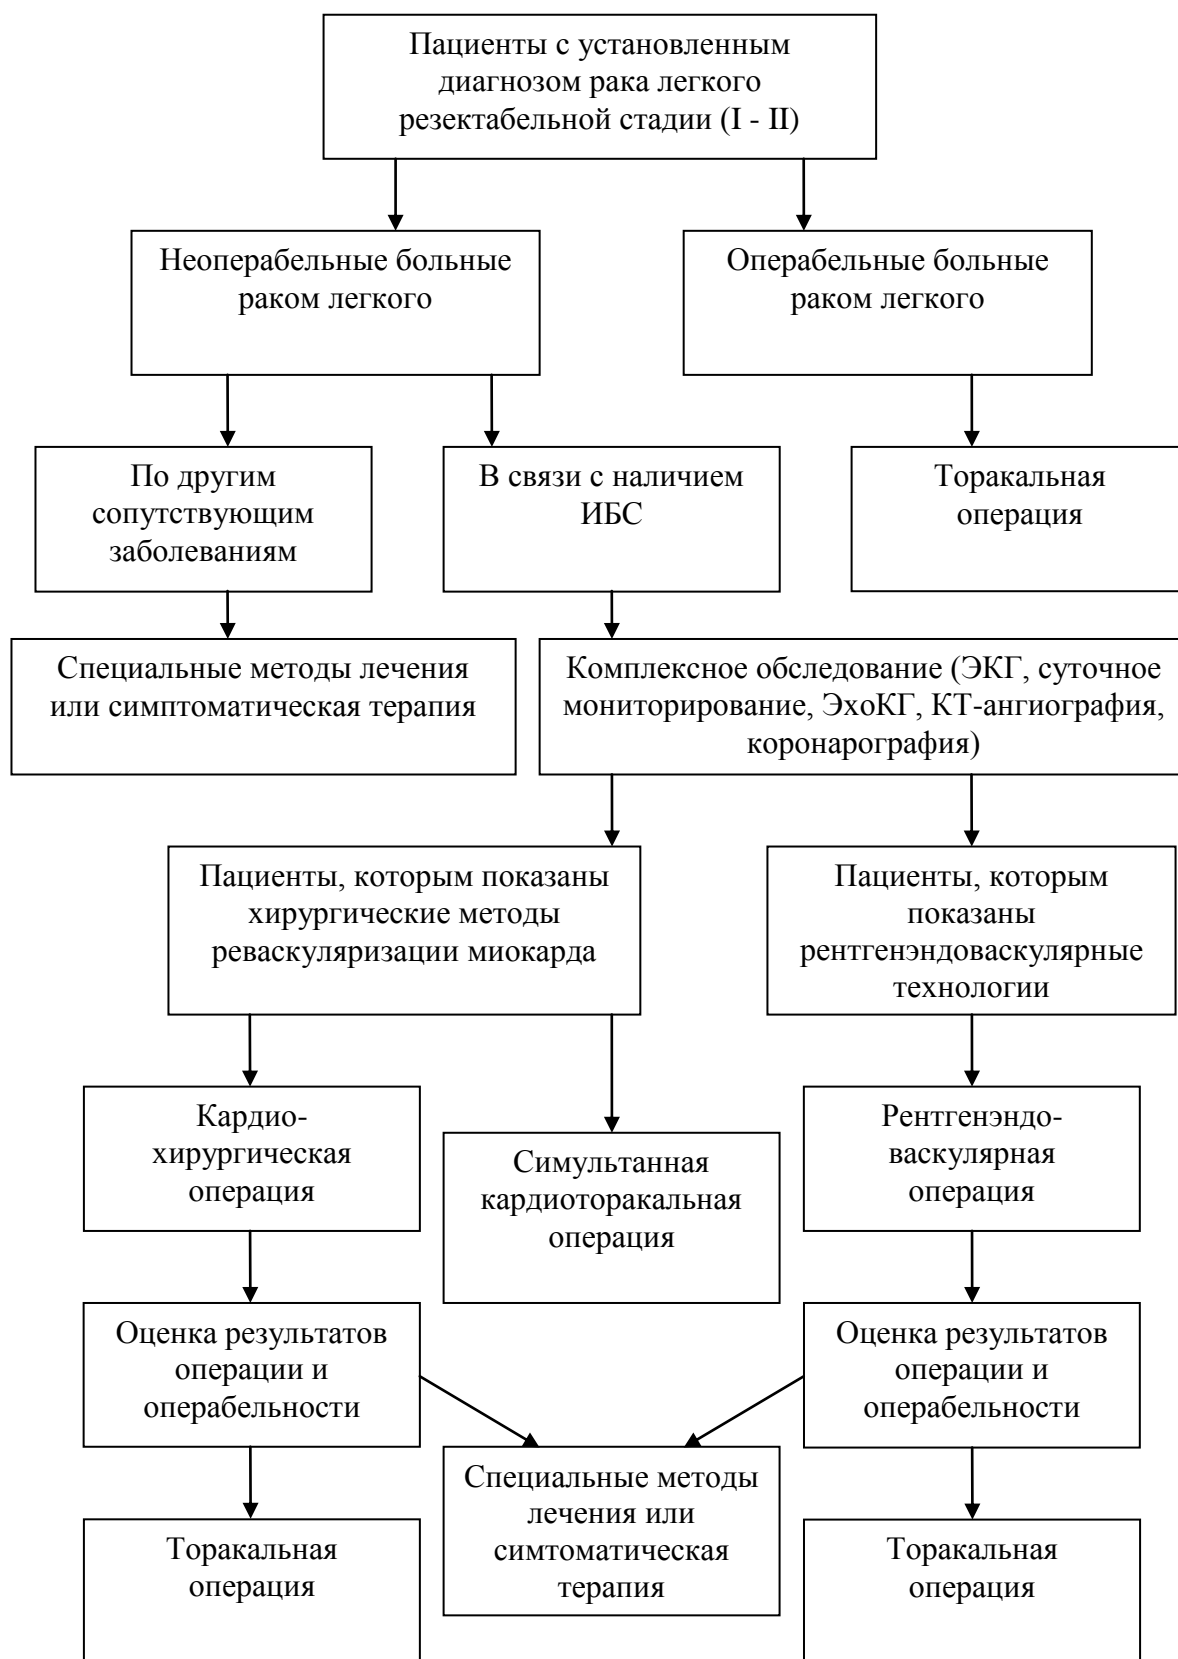 Пациенты с установленным
диагнозом рака легкого
резектабельной стадии (I - II)
Неоперабельные больные
раком легкого
Операбельные больные
раком легкого
По другим
сопутствующим
заболеваниям
В связи с наличием
ИБС
Торакальная
операция
Специальные методы лечения
или симптоматическая терапия
Комплексное обследование (ЭКГ, суточное
мониторирование, ЭхоКГ, КТ-ангиография,
коронарография)
Пациенты, которым показаны
хирургические методы
реваскуляризации миокарда
Пациенты, которым
показаны
рентгенэндоваскулярные
технологии
Кардио-
хирургическая
операция
Симультанная
кардиоторакальная
операция
Рентгенэндо-
васкулярная
операция
Оценка результатов
операции и
операбельности
Оценка результатов
операции и
операбельности
Специальные методы
лечения или
симтоматическая
терапия
Торакальная
операция
Торакальная
операция